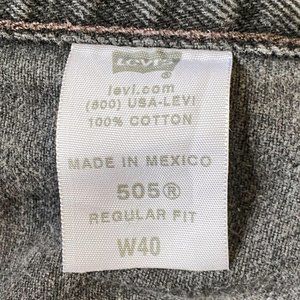 Levi's
levi.com
(800) USA-LEVI
100% COTTON
MADE IN MEXICO
505®
REGULAR FIT
W40